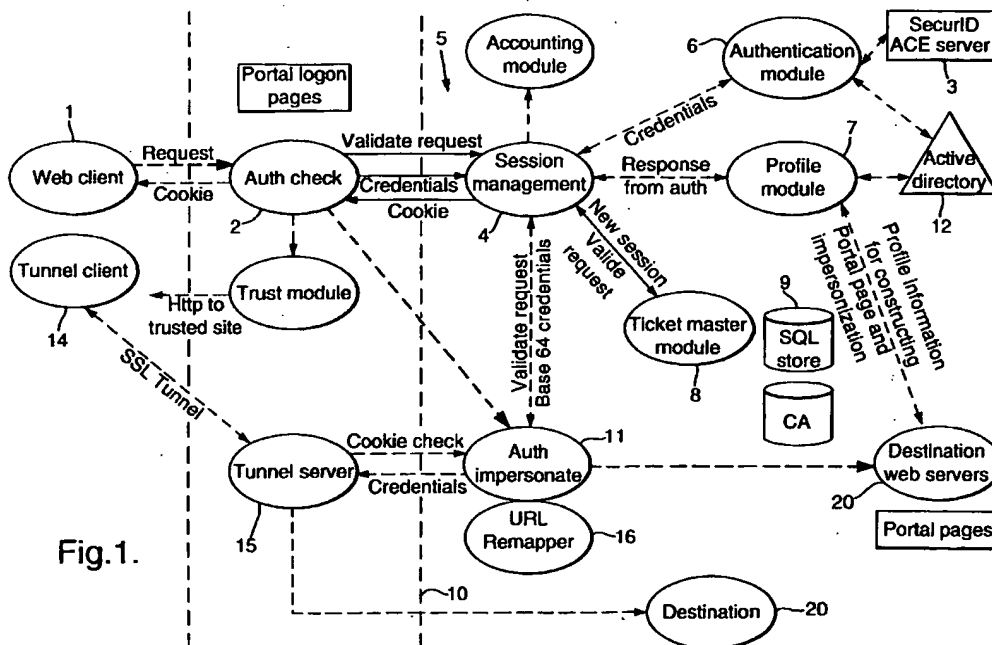 SecurID
ACE server
3
6
Authentication
module
Accounting
module
5
Portal logon
pages
Credentials
1
Web client
Request
Cookie
Auth check
2
Validate request
Credentials
Cookie
Session
management
4
Response
from auth
7
Profile
module
Active
directory
12
New session
Valide
request
Profile information
for constructing
Portal page and
impersonization
Tunnel client
14
Http to
trusted site
Trust module
SSL Tunnel
Validate request
Base 64 credentials
Ticket master
module
8
9
SQL
store
CA
Tunnel server
15
Cookie check
Credentials
Auth
impersonate
11
URL
Remapper
16
Destination
web servers
20
Portal pages
Fig.1.
10
Destination
20